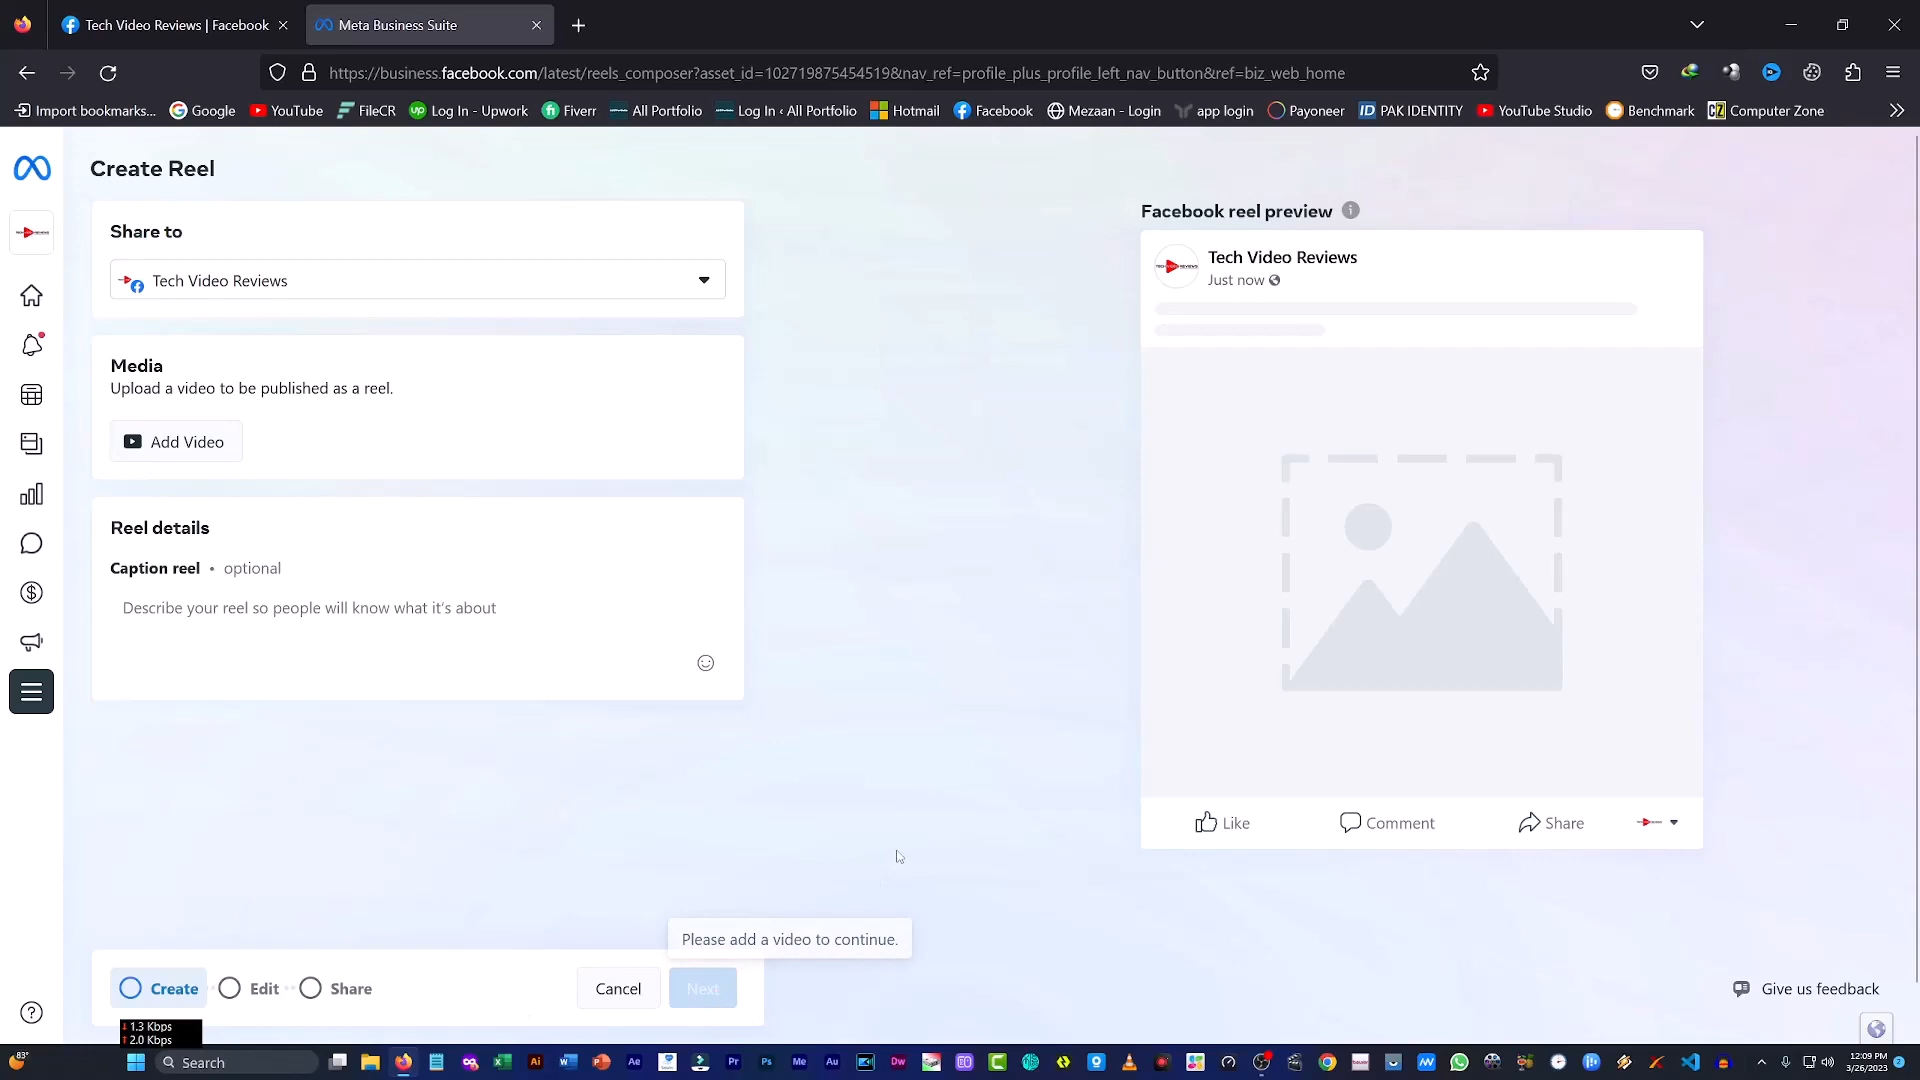 Tech Video Reviews | Facebook
Meta Business Suite
https://business.facebook.com/latest/reels_composer?asset_id=102719875454519&nav_ref=profile_plus_profile_left_nav_button&ref=biz_web_home
Import bookmarks...
Google
YouTube
FileCR
Log In - Upwork
Fiverr
All Portfolio
Log In ‹ All Portfolio
Hotmail
Facebook
Mezaan - Login
app login
Payoneer
PAK IDENTITY
YouTube Studio
Benchmark
Computer Zone
Create Reel
Share to
Tech Video Reviews
Media
Upload a video to be published as a reel.
Add Video
Reel details
Caption reel • optional
Describe your reel so people will know what it's about
Facebook reel preview
Tech Video Reviews
Just now
Like
Comment
Share
Please add a video to continue.
Create
Edit
Share
Cancel
Next
Give us feedback
1.3 Kbps
2.0 Kbps
83°
Search
12:09 PM
3/26/2023